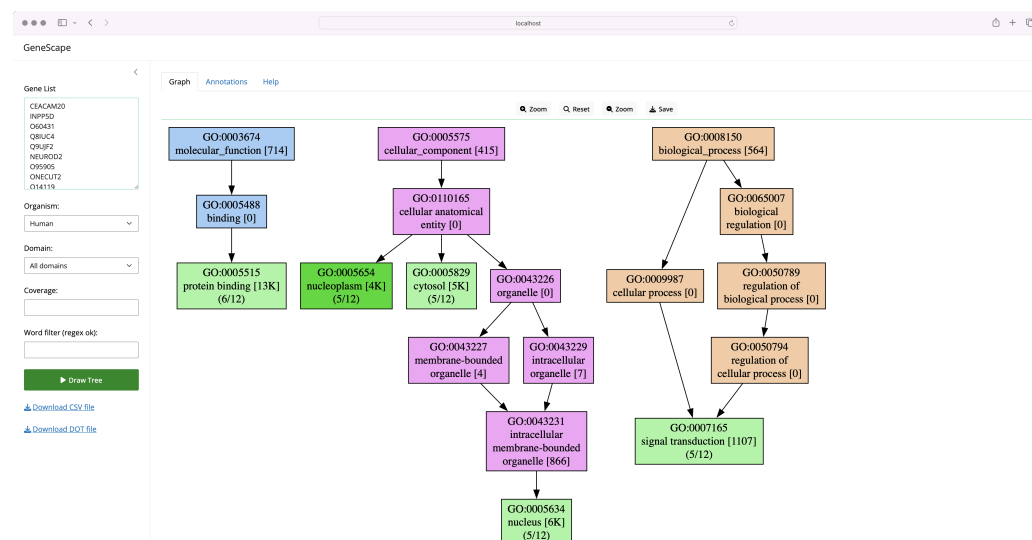 localhost
GeneScape
Gene List
CEACAM20
INPP5D
O60431
Q8IUC4
Q9UJF2
NEUROD2
O95905
ONECUT2
O14119
Organism:
Human
Domain:
All domains
Coverage:
Word filter (regex ok):
Draw Tree
Download CSV file
Download DOT file
Graph
Annotations
Help
Zoom
Reset
Zoom
Save
GO:0003674
molecular_function [714]
GO:0005575
cellular_component [415]
GO:0008150
biological_process [564]
GO:0005488
binding [0]
GO:0110165
cellular anatomical
entity [0]
GO:0065007
biological
regulation [0]
GO:0005515
protein binding [13K]
(6/12)
GO:0005654
nucleoplasm [4K]
(5/12)
GO:0005829
cytosol [5K]
(5/12)
GO:0043226
organelle [0]
GO:0009987
cellular process [0]
GO:0050789
regulation of
biological process [0]
GO:0043227
membrane-bounded
organelle [4]
GO:0043229
intracellular
organelle [7]
GO:0050794
regulation of
cellular process [0]
GO:0043231
intracellular
membrane-bounded
organelle [866]
GO:0007165
signal transduction [1107]
(5/12)
GO:0005634
nucleus [6K]
(5/12)